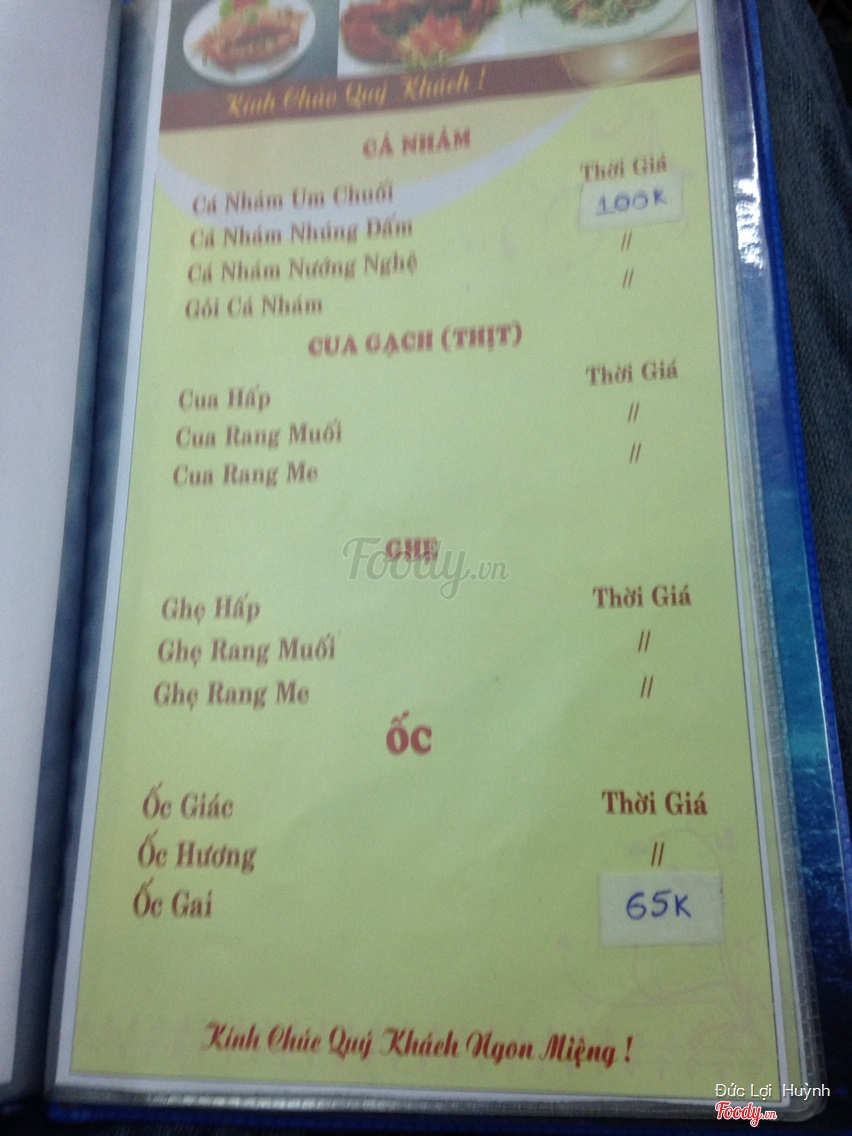 Kính Chúc Quý Khách !
CÁ NHÁM
Cá Nhám Um Chuối Thời Giá
Cá Nhám Nhúng Dấm 100K
Cá Nhám Nướng Nghệ //
Gỏi Cá Nhám //
CUA GẠCH (THỊT)
Cua Hấp Thời Giá
Cua Rang Muối //
Cua Rang Me //
GHẸ
Foody.vn
Ghẹ Hấp Thời Giá
Ghẹ Rang Muối //
Ghẹ Rang Me //
ỐC
Ốc Giác Thời Giá
Ốc Hương //
Ốc Gai 65K
Kính Chúc Quý Khách Ngon Miệng !
Đức Lợi Huỳnh
Foody.vn